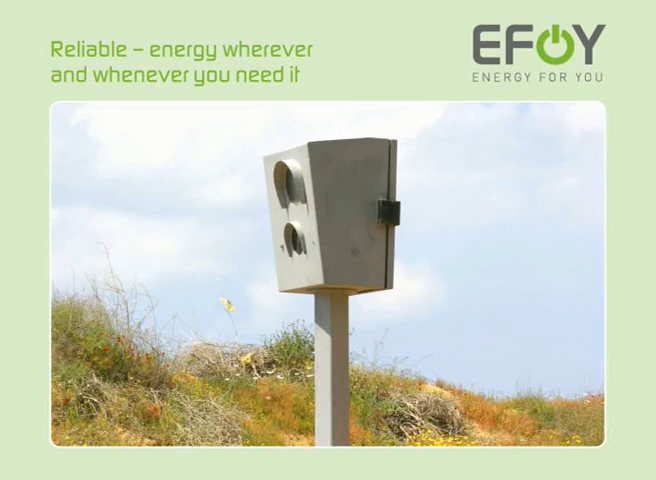 Reliable – energy wherever
and whenever you need it
EFOY
ENERGY FOR YOU